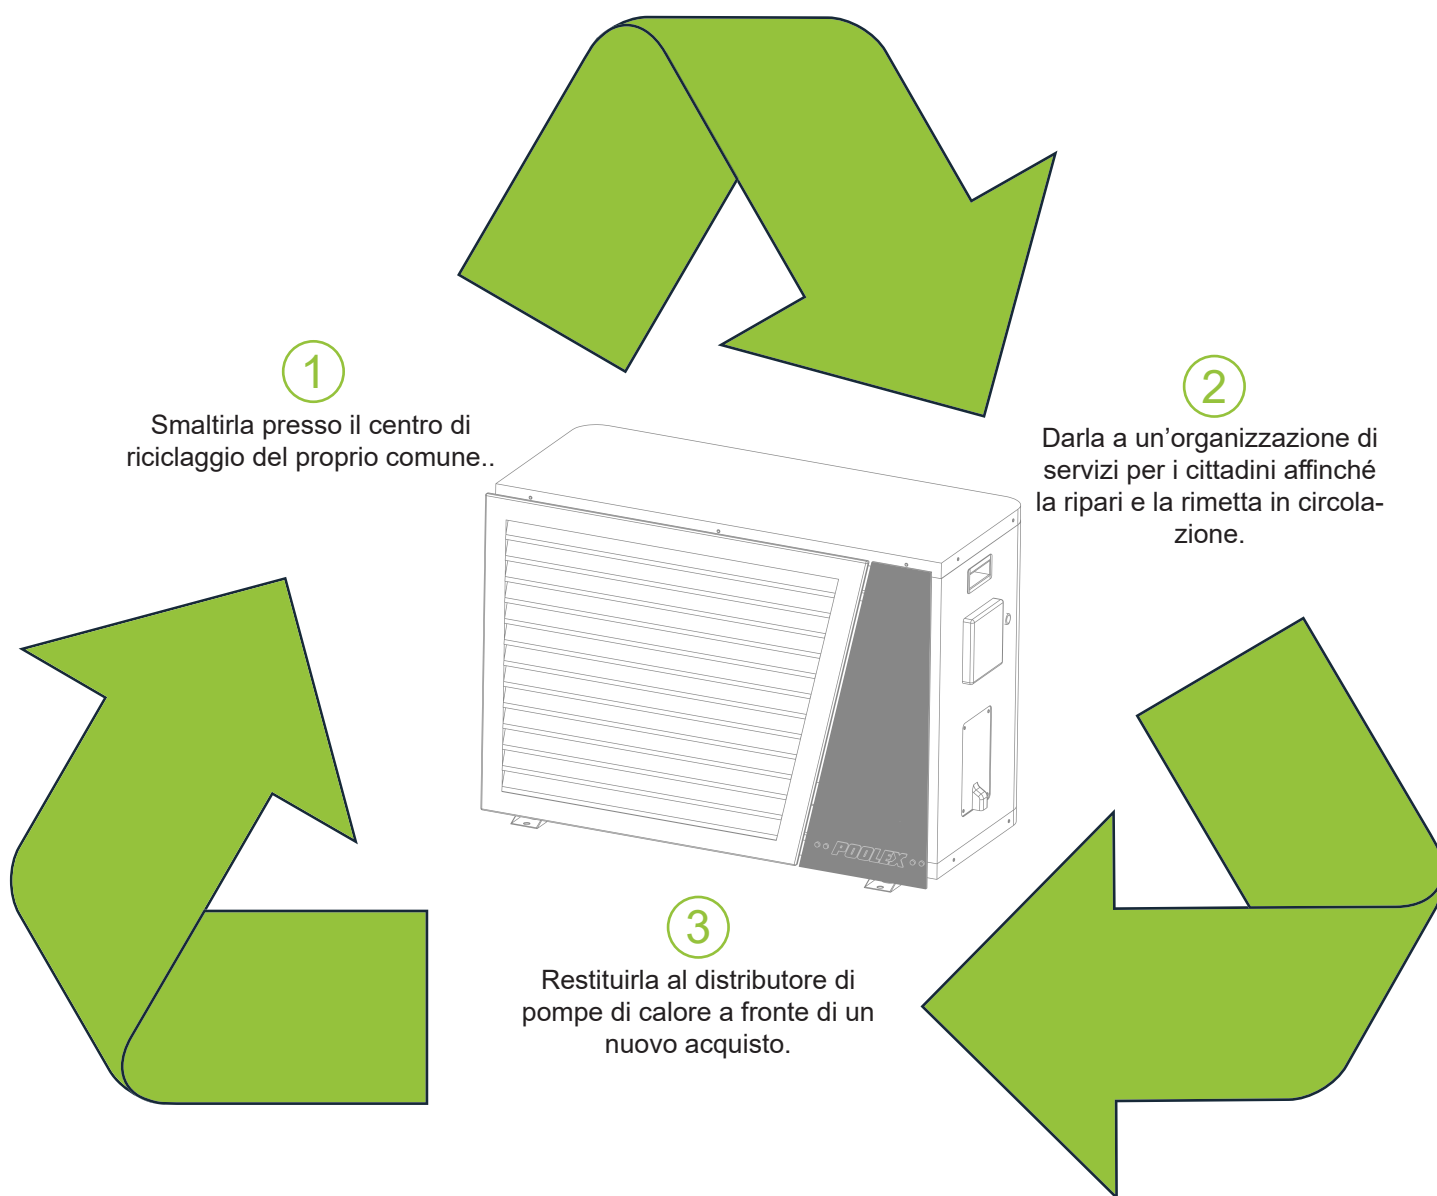 1
Smaltirla presso il centro di
riciclaggio del proprio comune..
2
Darla a un’organizzazione di
servizi per i cittadini affinché
la ripari e la rimetta in circola-
zione.
POOLEX
3
Restituirla al distributore di
pompe di calore a fronte di un
nuovo acquisto.